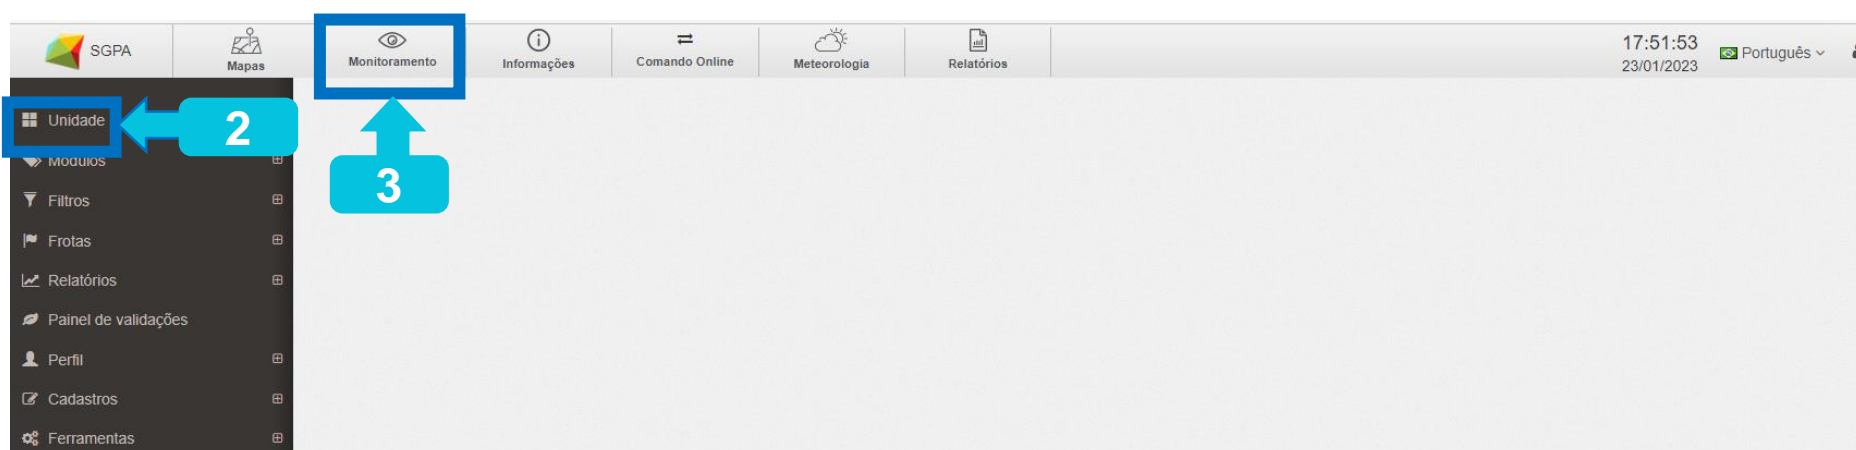 SGPA
Mapas
Monitoramento
Informações
Comando Online
Meteorologia
Relatórios
17:51:53
23/01/2023
Português
Unidade
2
Módulos
3
Filtros
Frotas
Relatórios
Painel de validações
Perfil
Cadastros
Ferramentas